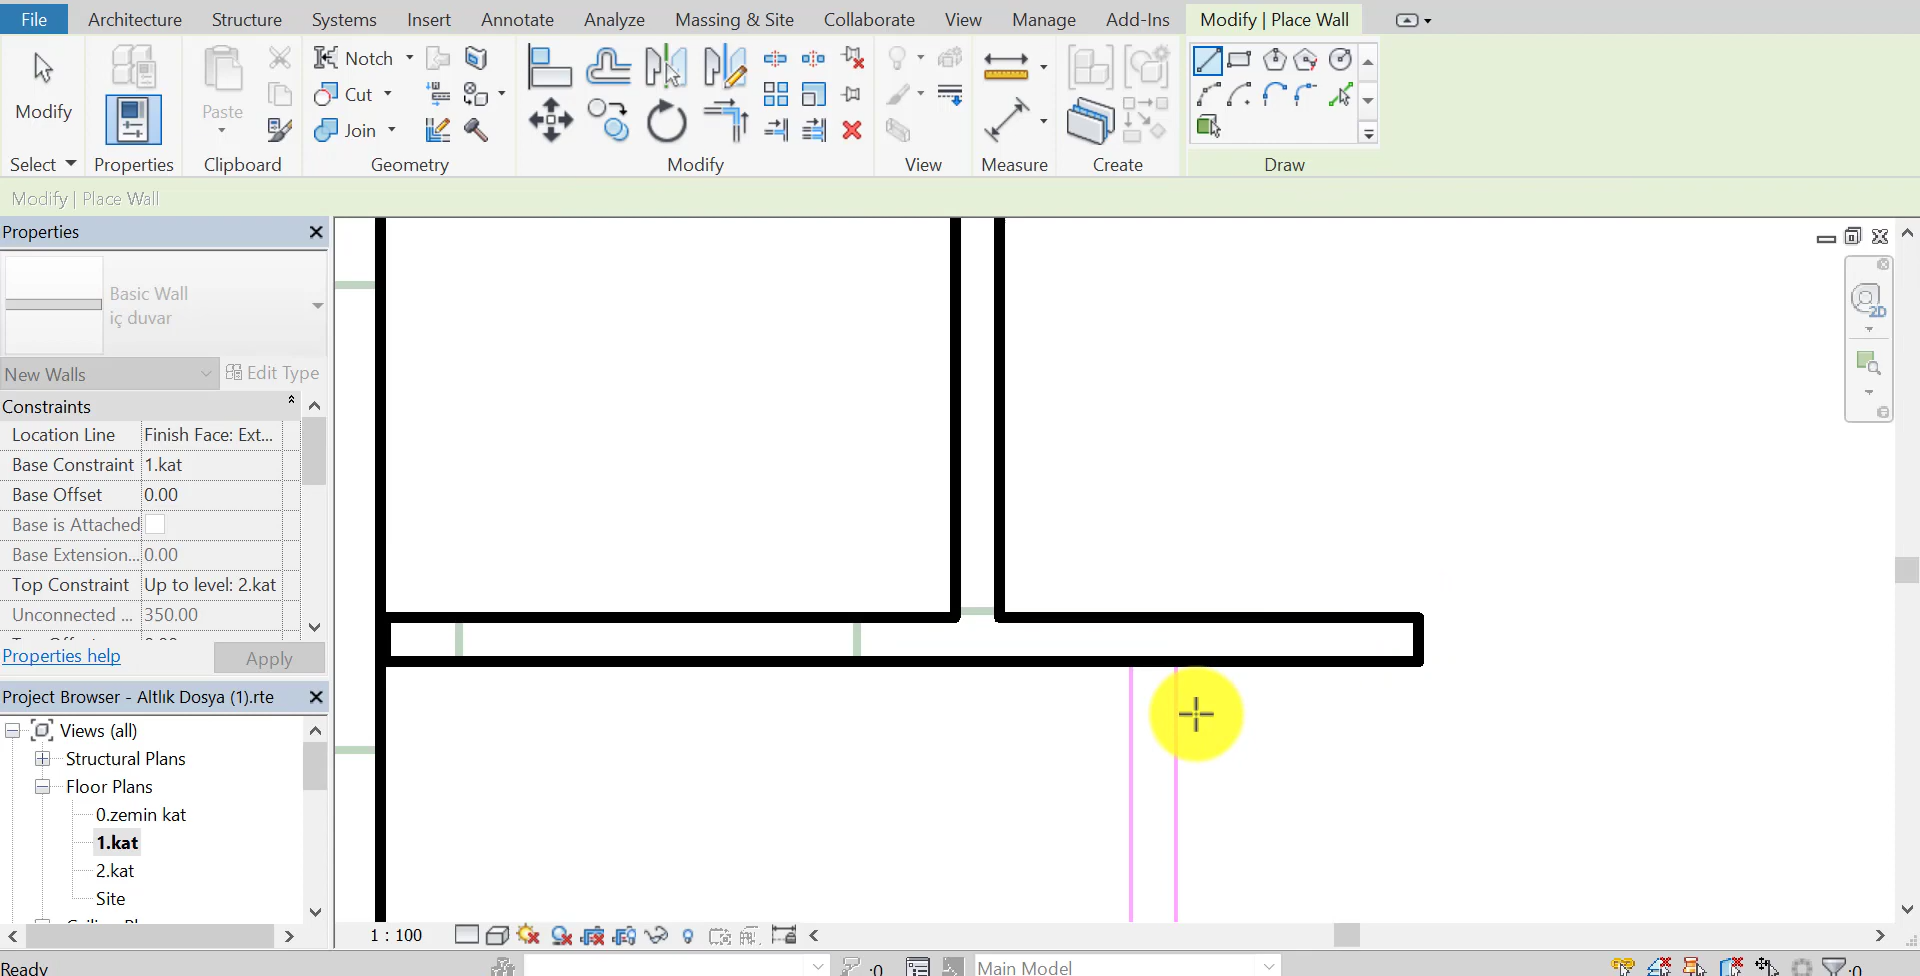 File Architecture Structure Systems Insert Annotate Analyze Massing & Site Collaborate View Manage Add-Ins Modify | Place Wall
Notch
Cut
Paste
Modify
Join
Select Properties Clipboard Geometry Modify View Measure Create Draw
Modify | Place Wall
Properties
Basic Wall
iç duvar
2D
New Walls Edit Type
Constraints
Location Line Finish Face: Ext...
Base Constraint 1.kat
Base Offset 0.00
Base is Attached
Base Extension... 0.00
Top Constraint Up to level: 2.kat
Unconnected ... 350.00
Properties help Apply
Project Browser - Altlık Dosya (1).rte
Views (all)
Structural Plans
Floor Plans
0.zemin kat
1.kat
2.kat
Site
1 : 100
Ready :0 Main Model :0